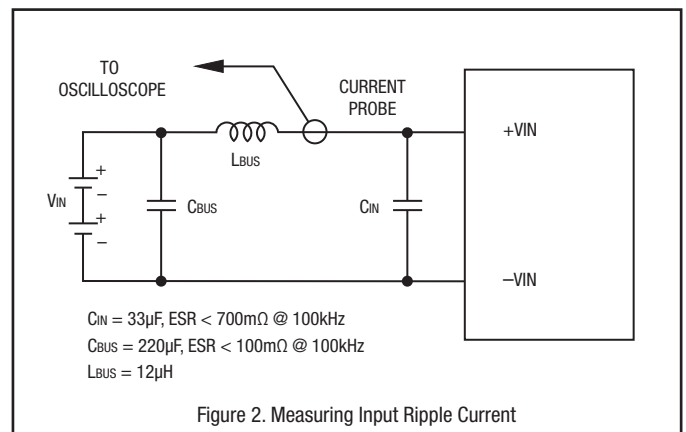 TO
OSCILLOSCOPE
CURRENT
PROBE
+VIN
LBUS
VIN
+
−
+
−
CBUS
CIN
−VIN
CIN = 33µF, ESR < 700mΩ @ 100kHz
CBUS = 220µF, ESR < 100mΩ @ 100kHz
LBUS = 12µH
Figure 2. Measuring Input Ripple Current